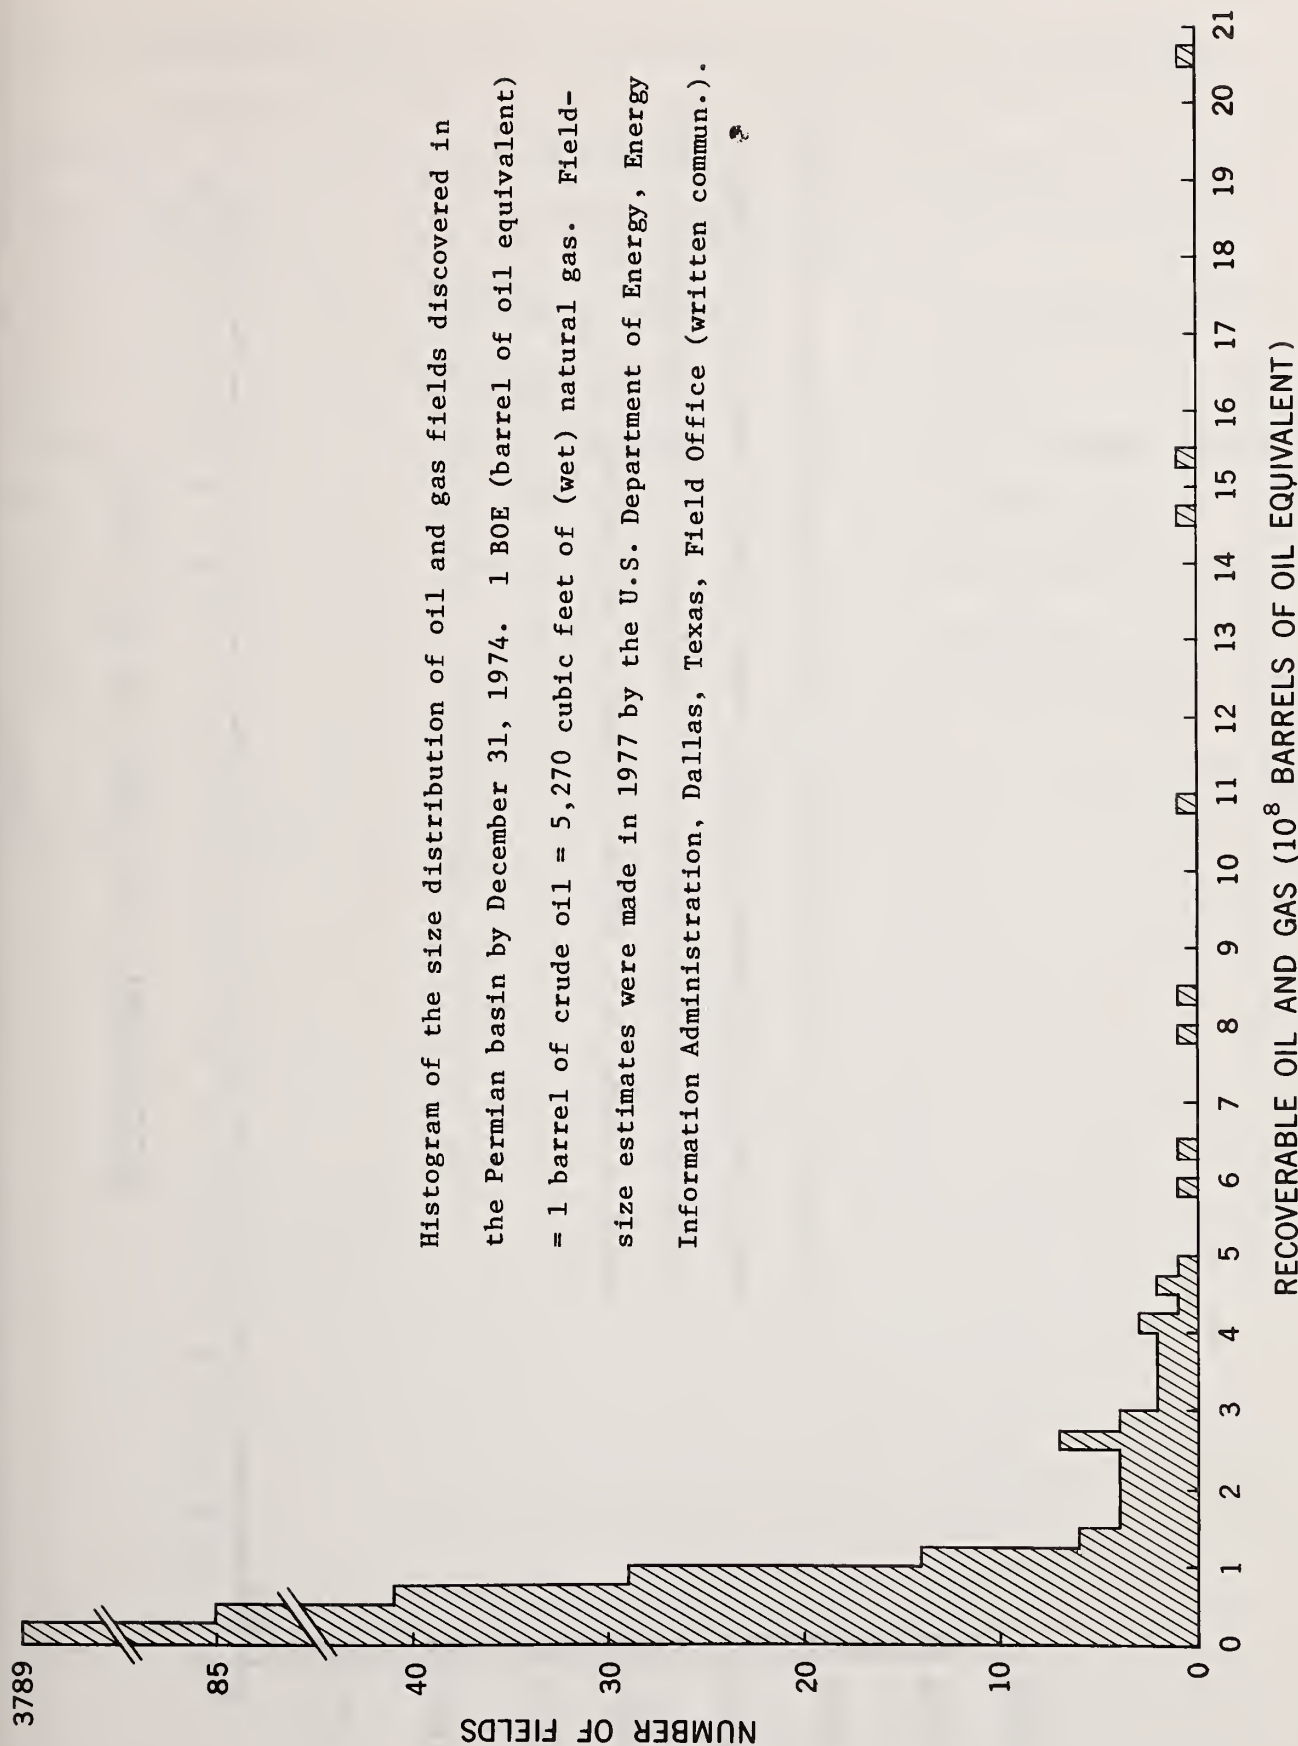 Histogram of the size distribution of oil and gas fields discovered in
the Permian basin by December 31, 1974. 1 BOE (barrel of oil equivalent)
= 1 barrel of crude oil = 5,270 cubic feet of (wet) natural gas. Field-
size estimates were made in 1977 by the U.S. Department of Energy, Energy
Information Administration, Dallas, Texas, Field Office (written commun.).
NUMBER OF FIELDS
3789
85
40
30
20
10
0
0 1 2 3 4 5 6 7 8 9 10 11 12 13 14 15 16 17 18 19 20 21
RECOVERABLE OIL AND GAS (10⁸ BARRELS OF OIL EQUIVALENT)